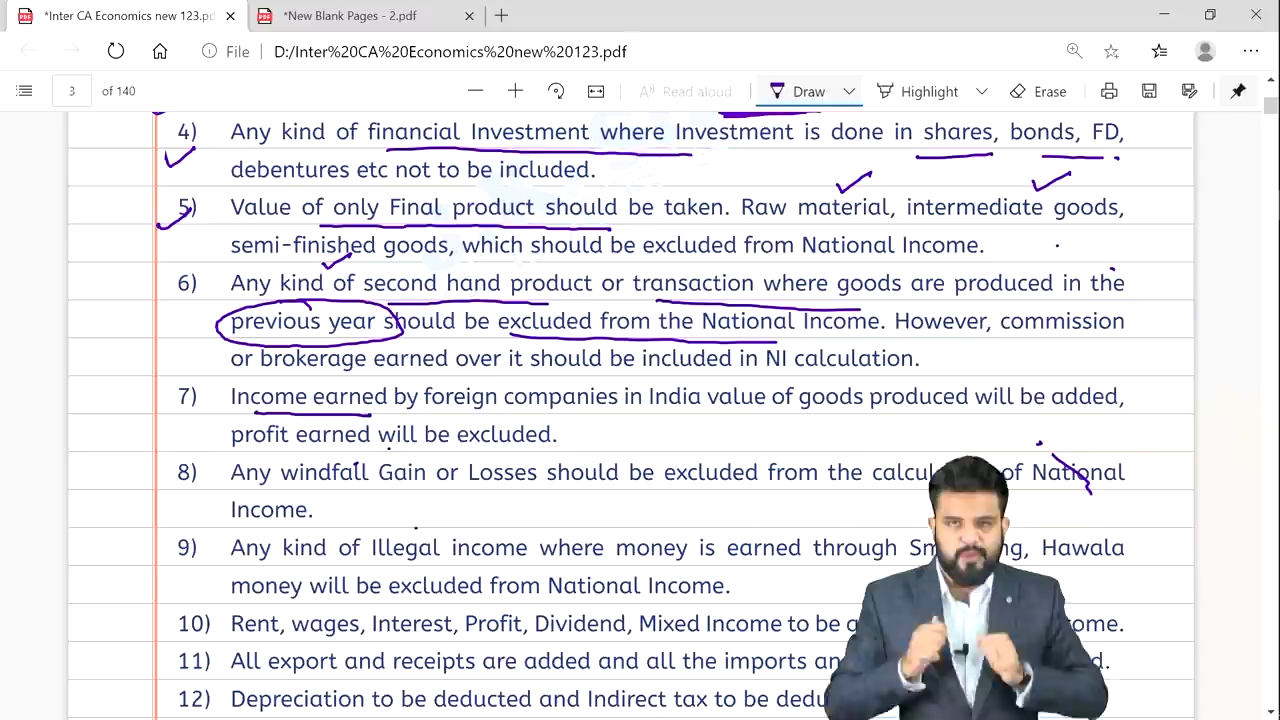 *Inter CA Economics new 123.pd
*New Blank Pages - 2.pdf
File D:/Inter%20CA%20Economics%20new%20123.pdf
3 of 140 Read aloud Draw Highlight Erase
4) Any kind of financial Investment where Investment is done in shares, bonds, FD,
debentures etc not to be included.
5) Value of only Final product should be taken. Raw material, intermediate goods,
semi-finished goods, which should be excluded from National Income.
6) Any kind of second hand product or transaction where goods are produced in the
previous year should be excluded from the National Income. However, commission
or brokerage earned over it should be included in NI calculation.
7) Income earned by foreign companies in India value of goods produced will be added,
profit earned will be excluded.
8) Any windfall Gain or Losses should be excluded from the of National
Income.
9) Any kind of Illegal income where money is earned through Hawala
money will be excluded from National Income.
10) Rent, wages, Interest, Profit, Dividend, Mixed Income to be
11) All export and receipts are added and all the imports
12) Depreciation to be deducted and Indirect tax to be